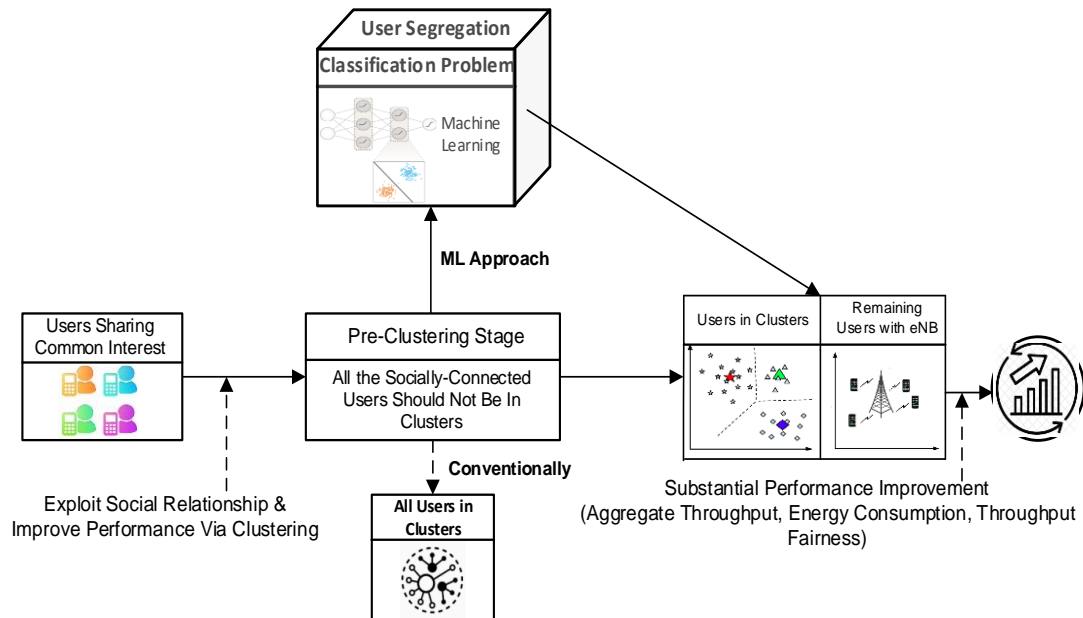 User Segregation
Classification Problem
Machine
Learning
ML Approach
Users Sharing
Common Interest
Pre-Clustering Stage
All the Socially-Connected
Users Should Not Be In
Clusters
Users in Clusters
Remaining
Users with eNB
Conventionally
Exploit Social Relationship &
Improve Performance Via Clustering
All Users in
Clusters
Substantial Performance Improvement
(Aggregate Throughput, Energy Consumption, Throughput
Fairness)